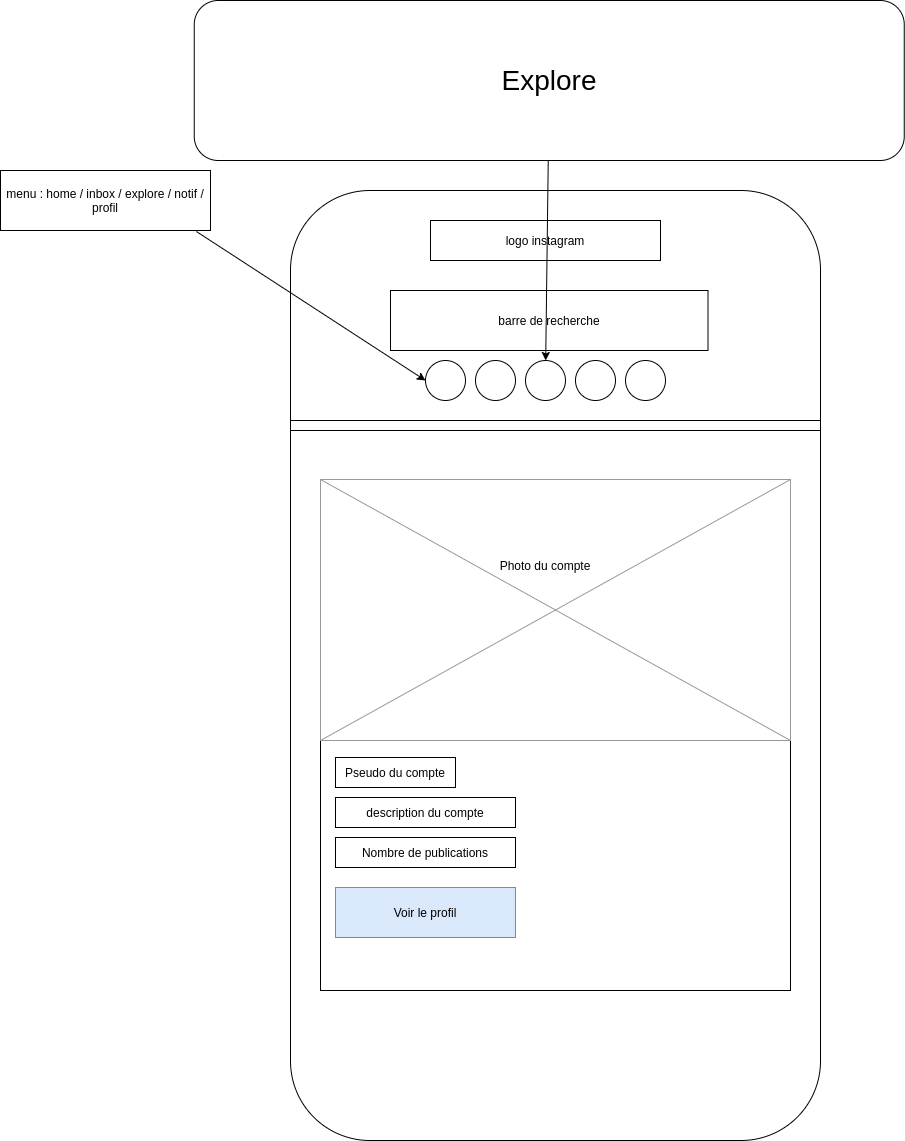 Explore
menu : home / inbox / explore / notif /
profil
logo instagram
barre de recherche
Photo du compte
Pseudo du compte
description du compte
Nombre de publications
Voir le profil